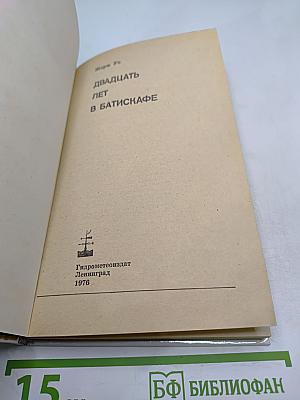 Жорж Уо
ДВАДЦАТЬ
ЛЕТ
В БАТИСКАФЕ
Гидрометеоиздат
Ленинград
1976
15
БФ БИБЛИОФАН